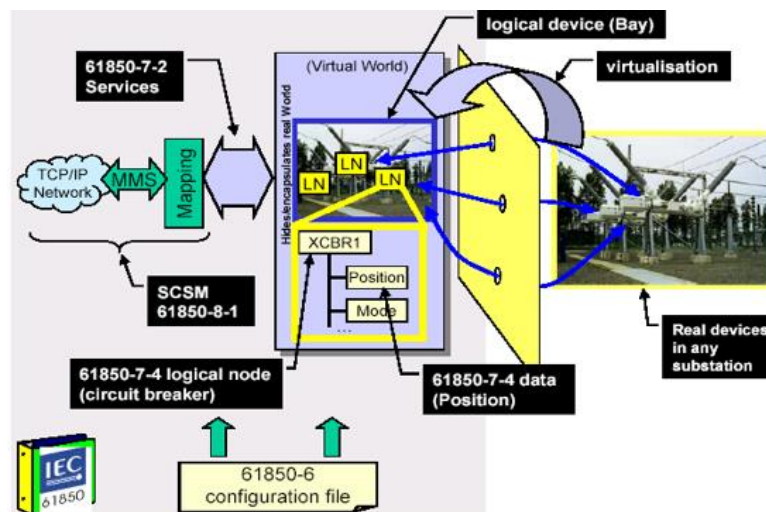 logical device (Bay)
(Virtual World)
61850-7-2
Services
virtualisation
Hides/encapsulates real World
LN
LN
LN
TCP/IP
Network
MMS
Mapping
XCBR1
Position
Mode
...
SCSM
61850-8-1
Real devices
in any
substation
61850-7-4 logical node
(circuit breaker)
61850-7-4 data
(Position)
IEC
61850
61850-6
configuration file